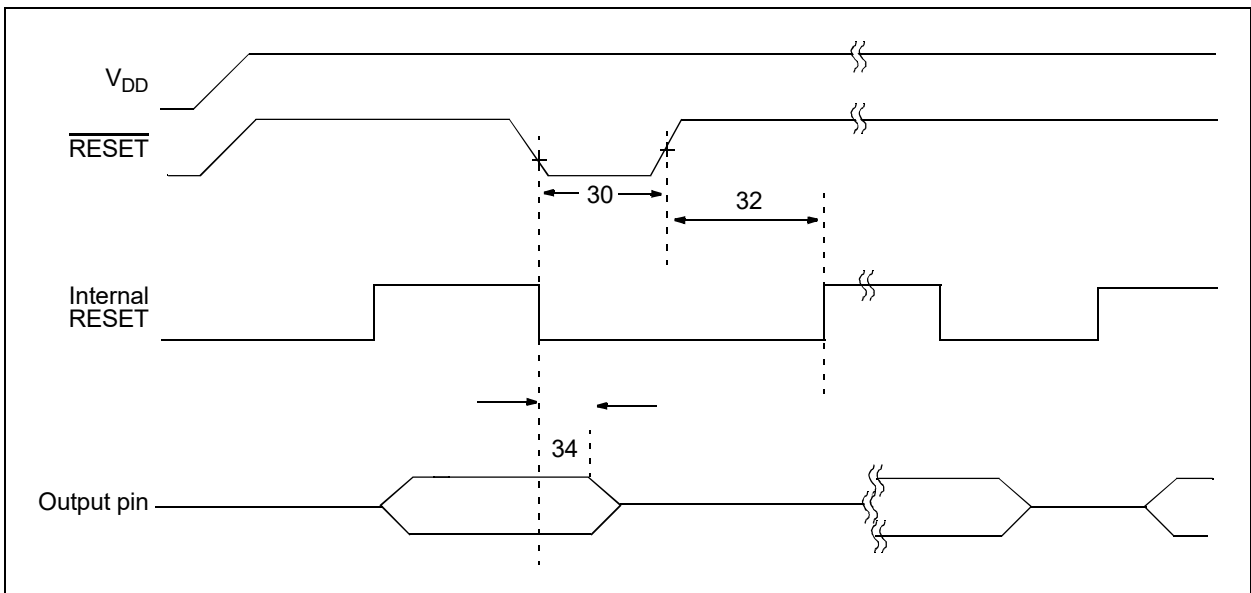 VDD
RESET
30
32
Internal
RESET
34
Output pin